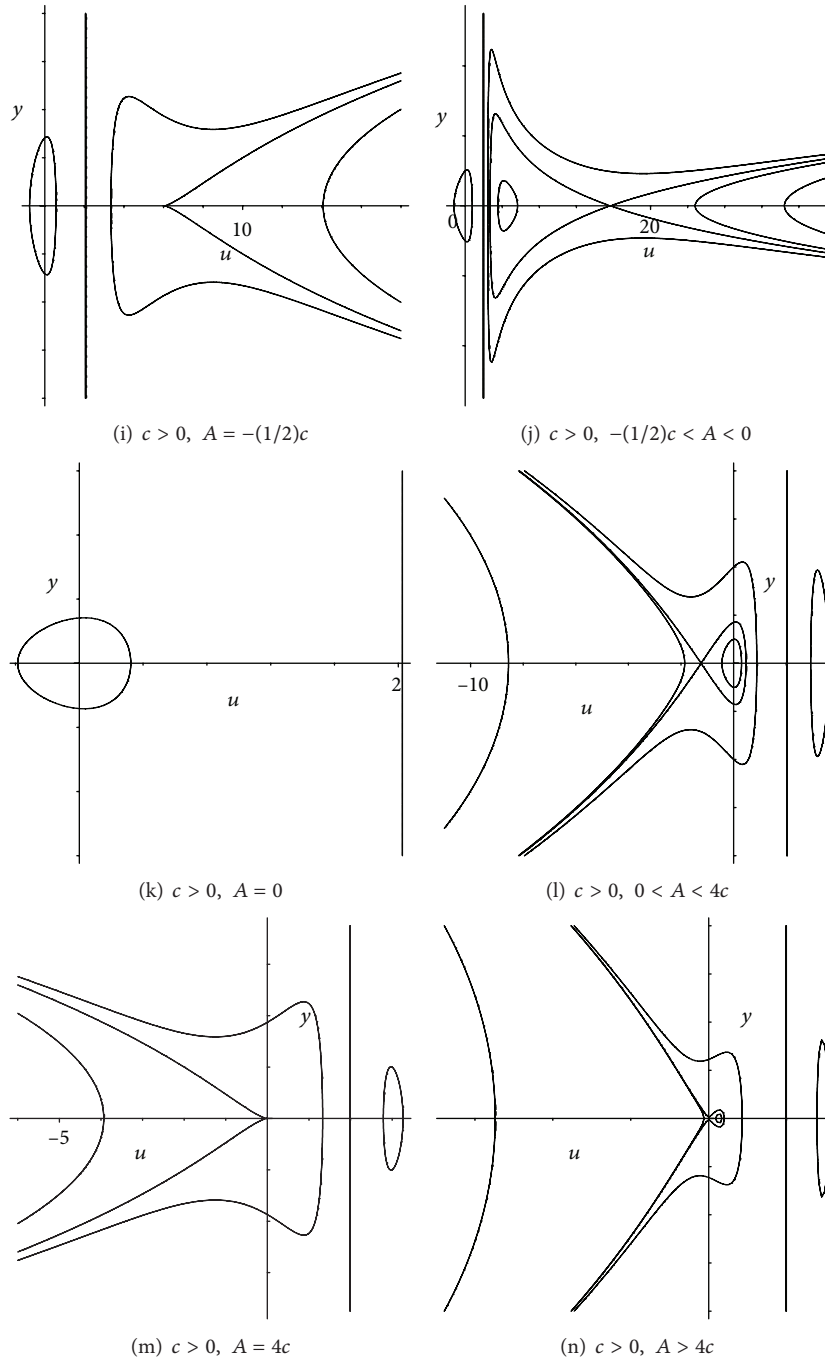 y
10
u
(i) c > 0, A = −(1/2)c
y
0
20
u
(j) c > 0, −(1/2)c < A < 0
y
u
2
(k) c > 0, A = 0
y
−10
u
(l) c > 0, 0 < A < 4c
y
−5
u
(m) c > 0, A = 4c
y
u
(n) c > 0, A > 4c